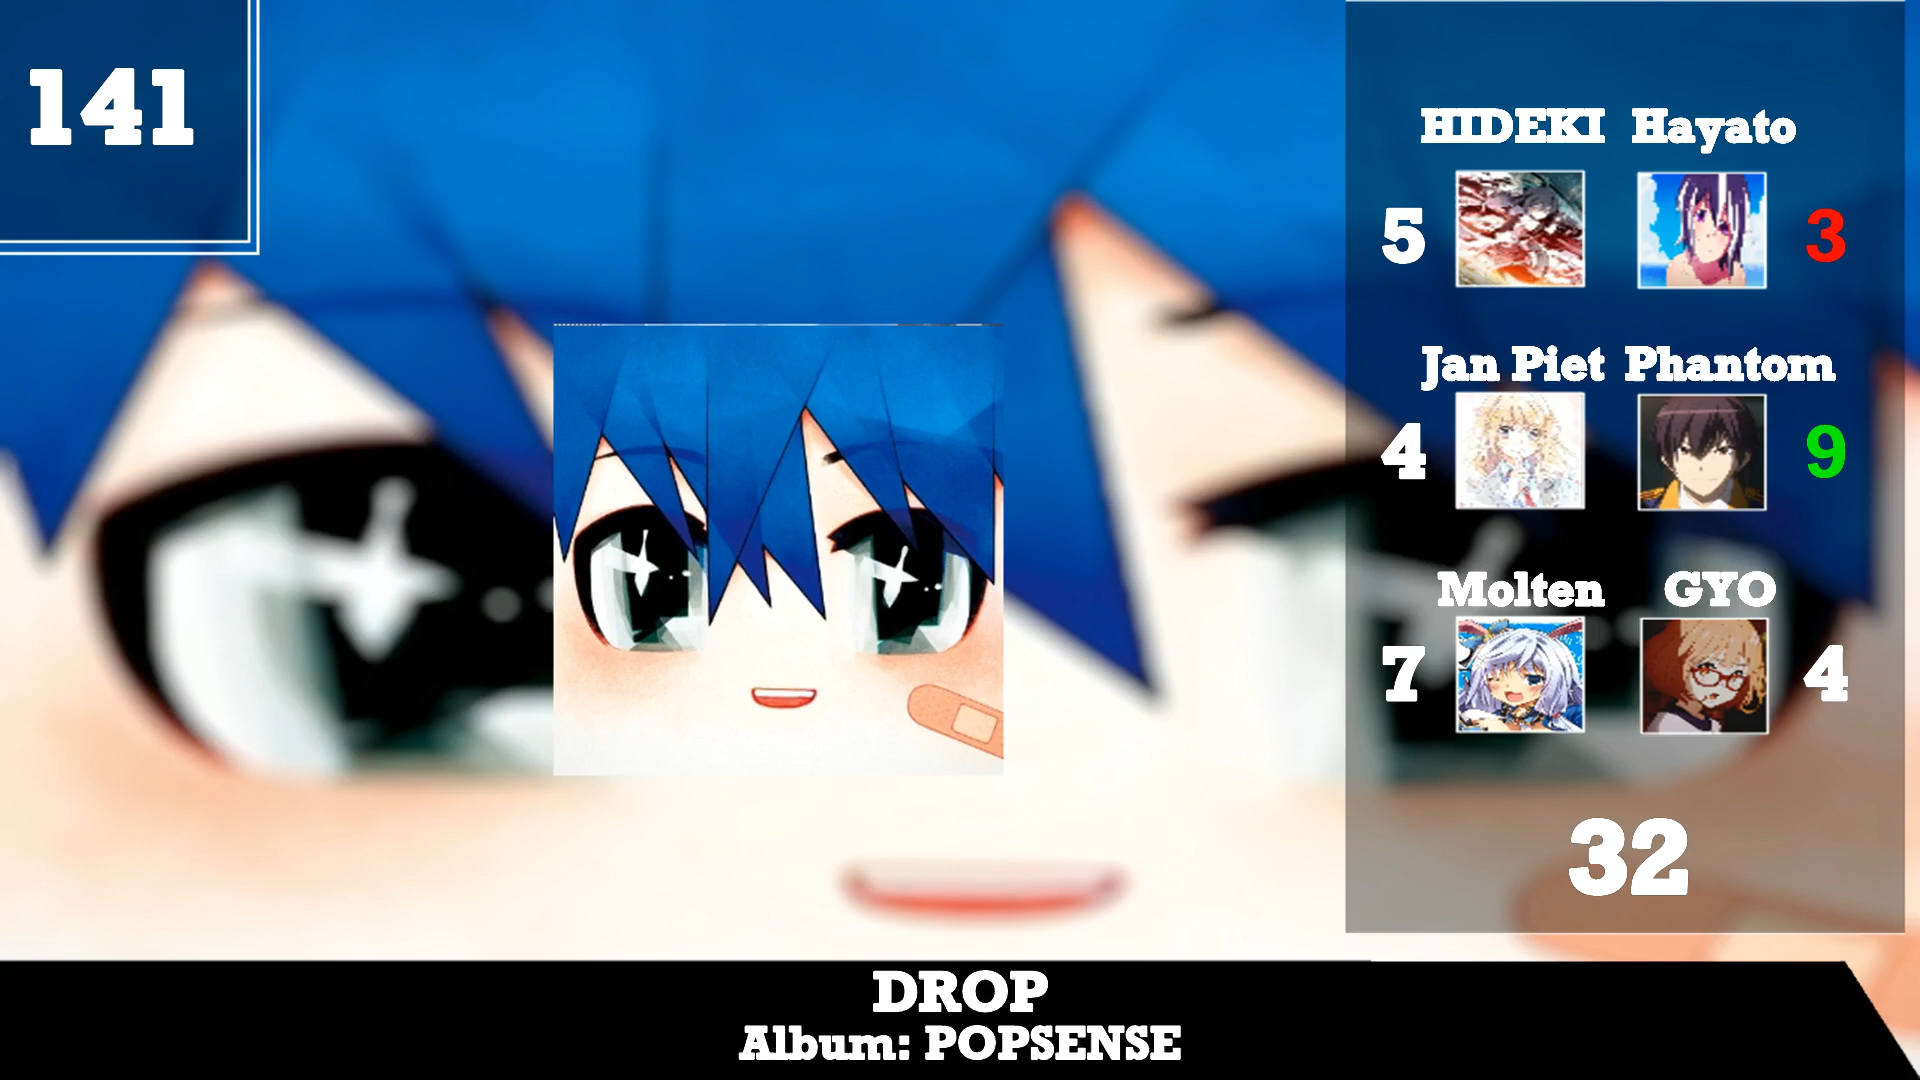 141
HIDEKI Hayato
5 3
Jan Piet Phantom
4 9
Molten GYO
7 4
32
DROP
Album: POPSENSE